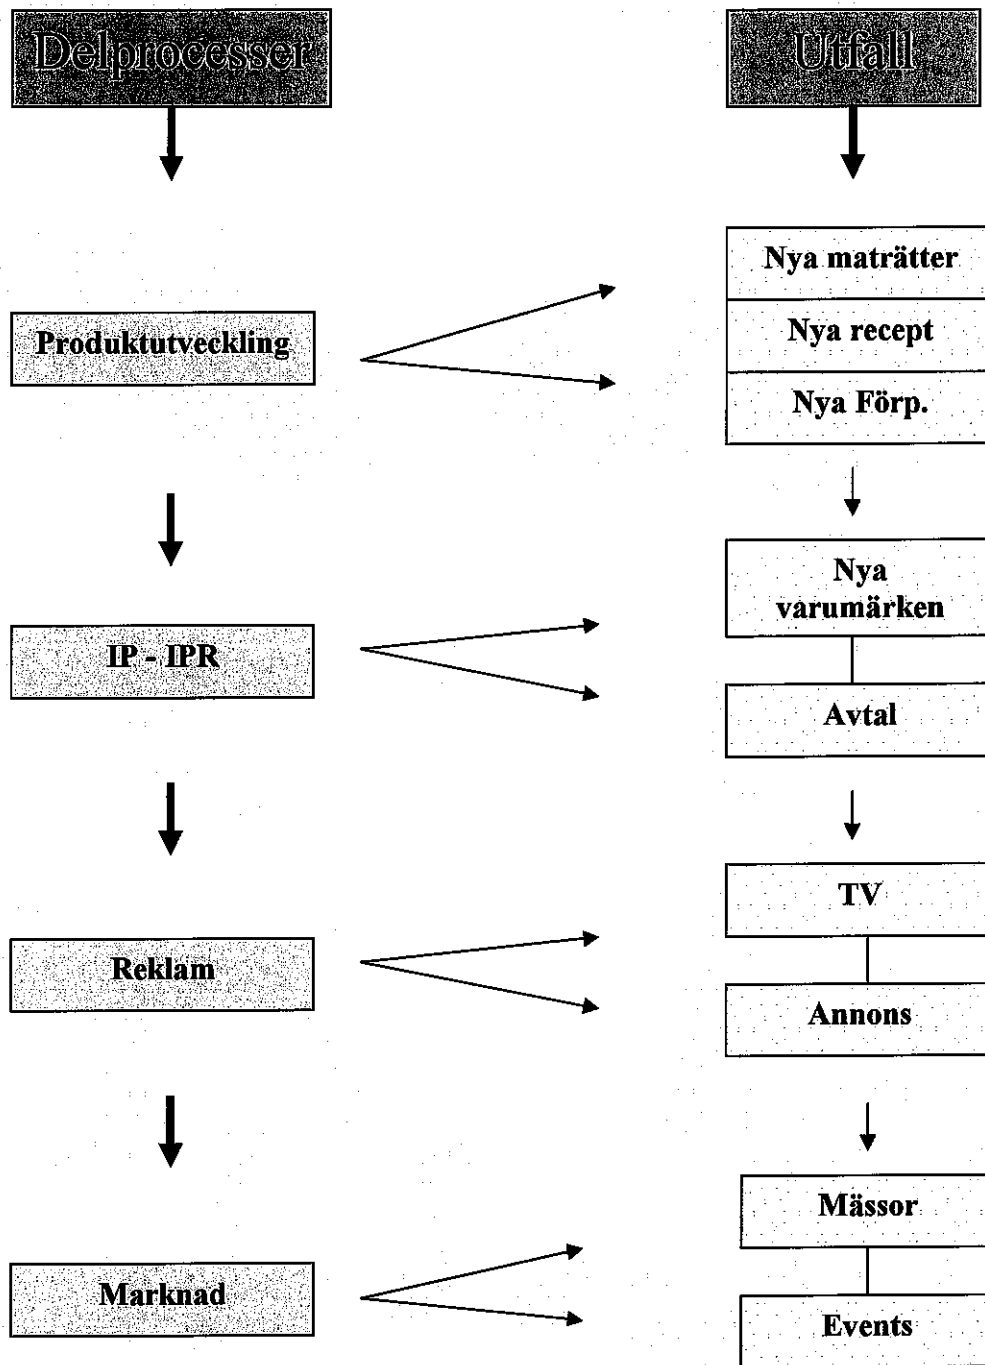 Delprocesser
Utfall
Produktutveckling
Nya maträtter
Nya recept
Nya Förp.
IP - IPR
Nya
varumärken
Avtal
Reklam
TV
Annons
Marknad
Mässor
Events